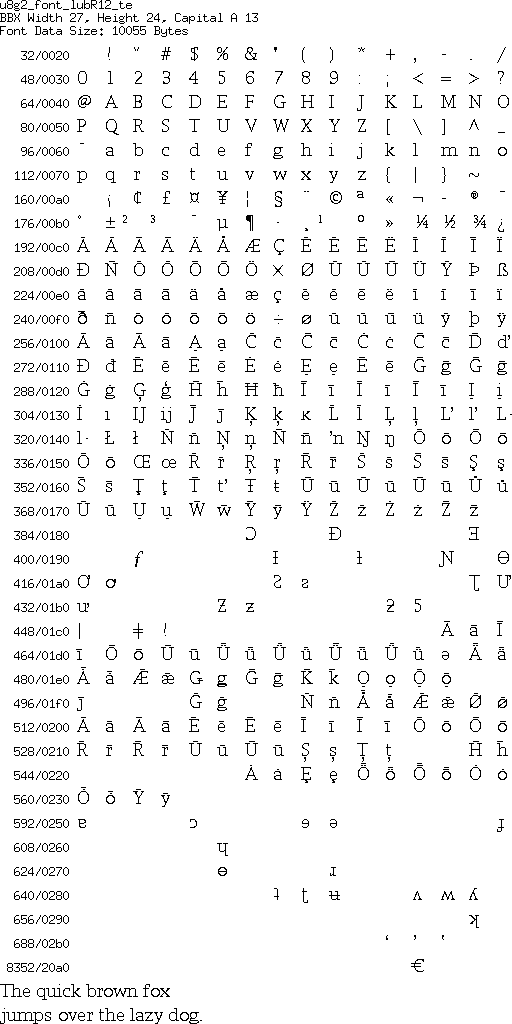 u8g2_font_lubR12_te
BBX Width 27, Height 24, Capital A 13
Font Data Size: 10055 Bytes
32/0020 ! " # $ % & ' ( ) * + , - . /
48/0030 0 1 2 3 4 5 6 7 8 9 : ; < = > ?
64/0040 @ A B C D E F G H I J K L M N O
80/0050 P Q R S T U V W X Y Z [ \ ] ^ _
96/0060 ` a b c d e f g h i j k l m n o
112/0070 p q r s t u v w x y z { | } ~
160/00a0 ¡ ¢ £ ¤ ¥ ¦ § ¨ © ª « ¬ - ® ¯
176/00b0 ° ± ² ³ ´ µ ¶ · ¸ ¹ º » ¼ ½ ¾ ¿
192/00c0 À Á Â Ã Ä Å Æ Ç È É Ê Ë Ì Í Î Ï
208/00d0 Ð Ñ Ò Ó Ô Õ Ö × Ø Ù Ú Û Ü Ý Þ ß
224/00e0 à á â ã ä å æ ç è é ê ë ì í î ï
240/00f0 ð ñ ò ó ô õ ö ÷ ø ù ú û ü ý þ ÿ
256/0100 Ā ā Ă ă Ą ą Ć ć Ĉ ĉ Ċ ċ Č č Ď ď
272/0110 Đ đ Ē ē Ĕ ĕ Ė ė Ę ę Ě ě Ĝ ĝ Ğ ğ
288/0120 Ġ ġ Ģ ģ Ĥ ĥ Ħ ħ Ĩ ĩ Ī ī Ĭ ĭ Į į
304/0130 İ ı Ĳ ĳ Ĵ ĵ Ķ ķ ĸ Ĺ ĺ Ļ ļ Ľ ľ Ŀ
320/0140 ŀ Ł ł Ń ń Ņ ņ Ň ň ŉ Ŋ ŋ Ō ō Ŏ ŏ
336/0150 Ő ő Œ œ Ŕ ŕ Ŗ ŗ Ř ř Ś ś Ŝ ŝ Ş ş
352/0160 Š š Ţ ţ Ť ť Ŧ ŧ Ũ ũ Ū ū Ŭ ŭ Ů ů
368/0170 Ű ű Ų ų Ŵ ŵ Ŷ ŷ Ÿ Ź ź Ż ż Ž ž
384/0180 Ɔ Ɖ Ǝ
400/0190 ƒ Ɨ ƚ Ɲ Ɵ
416/01a0 Ơ ơ Ƨ ƨ Ʈ Ư
432/01b0 ư Ƶ ƶ ƻ Ƽ
448/01c0 ǀ ǂ ǃ Ǎ ǎ Ǐ
464/01d0 ǐ Ǒ ǒ Ǔ ǔ Ǖ ǖ Ǘ ǘ Ǚ ǚ Ǜ ǜ ǝ Ǟ ǟ
480/01e0 Ǡ ǡ Ǣ ǣ Ǥ ǥ Ǧ ǧ Ǩ ǩ Ǫ ǫ Ǭ ǭ
496/01f0 ǰ Ǵ ǵ Ǹ ǹ Ǻ ǻ Ǽ ǽ Ǿ ǿ
512/0200 Ȁ ȁ Ȃ ȃ Ȅ ȅ Ȇ ȇ Ȉ ȉ Ȋ ȋ Ȍ ȍ Ȏ ȏ
528/0210 Ȑ ȑ Ȓ ȓ Ȕ ȕ Ȗ ȗ Ș ș Ț ț Ȟ ȟ
544/0220 Ȧ ȧ Ȩ ȩ Ȫ ȫ Ȭ ȭ Ȯ ȯ
560/0230 Ȱ ȱ Ȳ ȳ
592/0250 ɐ ɔ ɘ ə ɟ
608/0260 ɥ
624/0270 ɵ ɹ
640/0280 ʇ ʈ ʉ ʌ ʍ ʎ
656/0290 ʞ
688/02b0 ʻ ʼ ʽ
8352/20a0 €
The quick brown fox
jumps over the lazy dog.